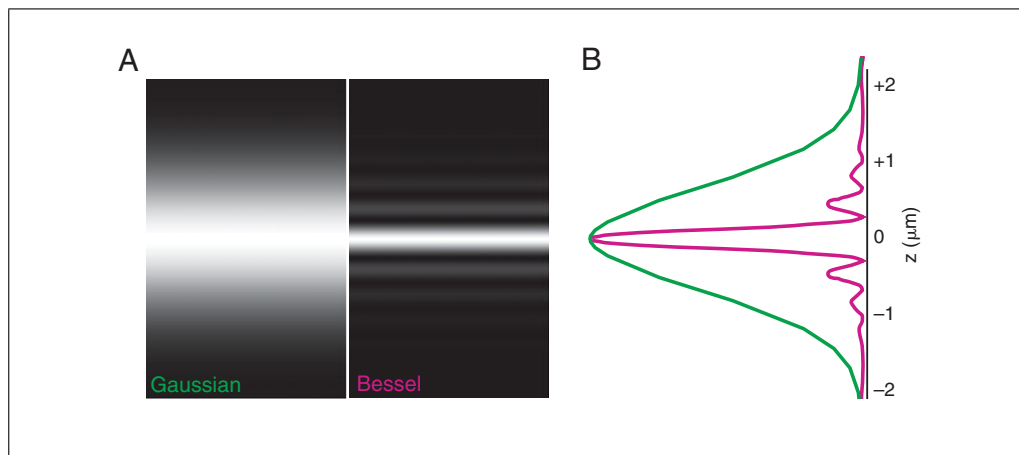 A
Gaussian
Bessel
B
+2
+1
0
–1
–2
z (μm)